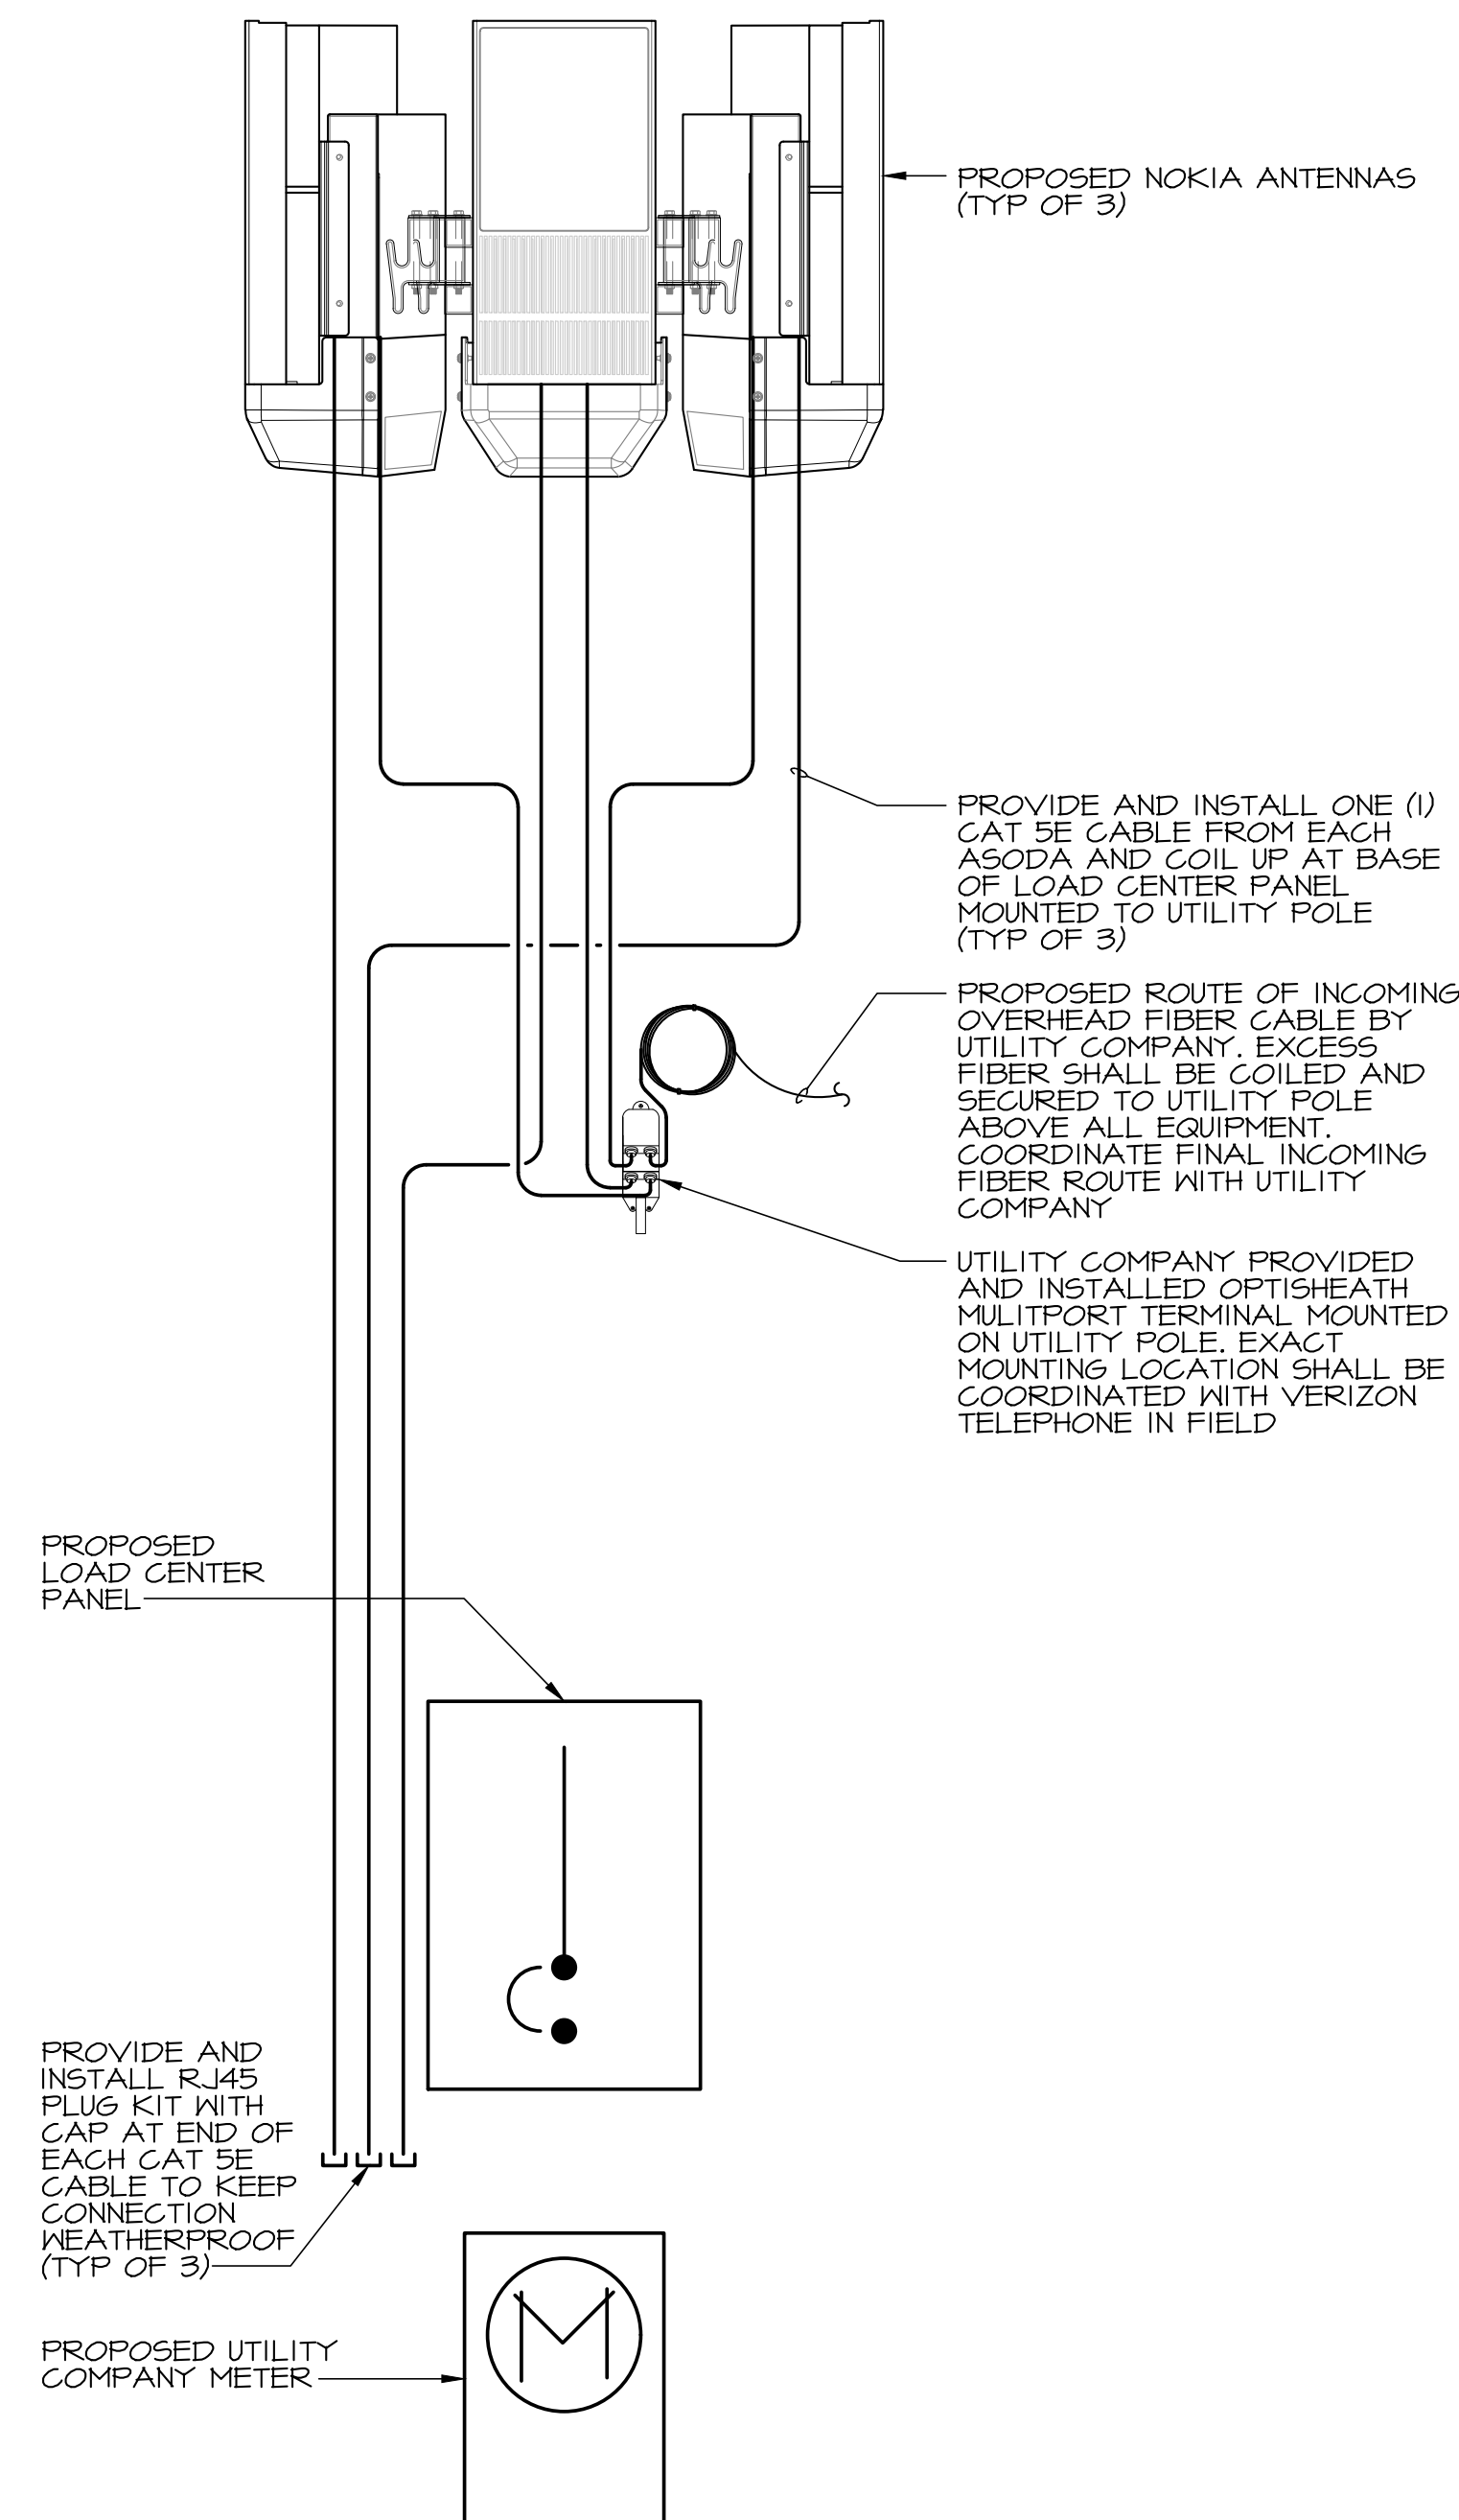 PROPOSED NOKIA ANTENNAS
(TYP OF 3)
PROVIDE AND INSTALL ONE (1)
CAT 5E CABLE FROM EACH
ASODA AND COIL UP AT BASE
OF LOAD CENTER PANEL
MOUNTED TO UTILITY POLE
(TYP OF 3)
PROPOSED ROUTE OF INCOMING
OVERHEAD FIBER CABLE BY
UTILITY COMPANY. EXCESS
FIBER SHALL BE COILED AND
SECURED TO UTILITY POLE
ABOVE ALL EQUIPMENT.
COORDINATE FINAL INCOMING
FIBER ROUTE WITH UTILITY
COMPANY
UTILITY COMPANY PROVIDED
AND INSTALLED OPTISHEATH
MULITPORT TERMINAL MOUNTED
ON UTILITY POLE. EXACT
MOUNTING LOCATION SHALL BE
COORDINATED WITH VERIZON
TELEPHONE IN FIELD
PROPOSED
LOAD CENTER
PANEL
PROVIDE AND
INSTALL RJ45
PLUG KIT WITH
CAP AT END OF
EACH CAT 5E
CABLE TO KEEP
CONNECTION
WEATHERPROOF
(TYP OF 3)
M
PROPOSED UTILITY
COMPANY METER